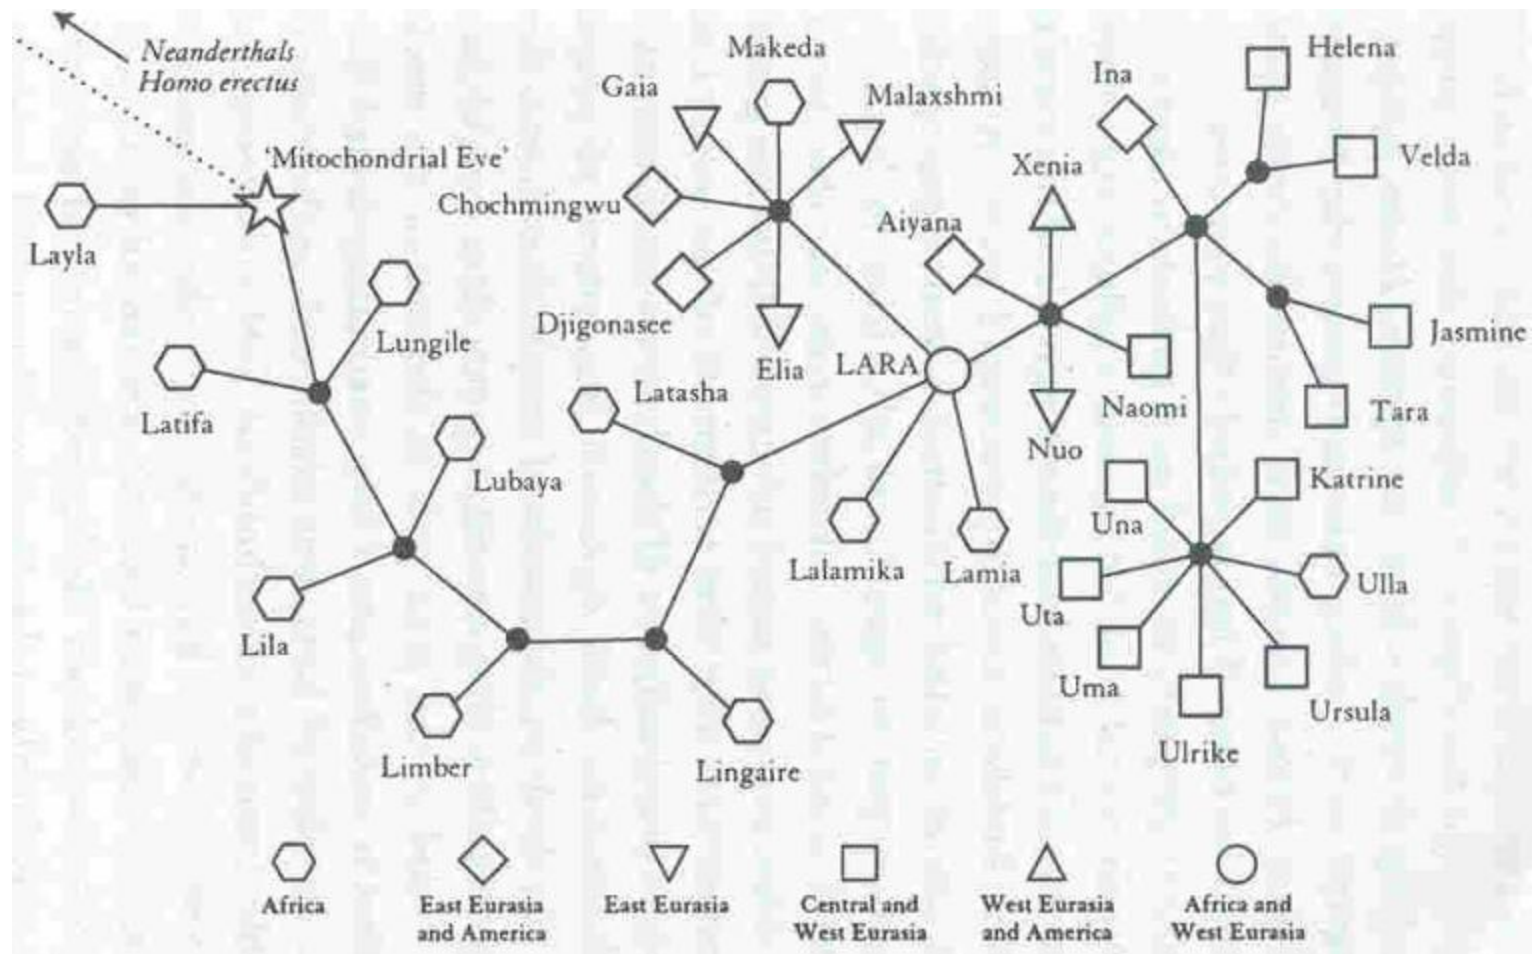 Neanderthals
Homo erectus
'Mitochondrial Eve'
Layla
Latifa
Lungile
Lubaya
Lila
Limber
Lingaire
Latasha
LARA
Lalamika
Lamia
Makeda
Gaia
Malaxshmi
Chochmingwu
Djigonasee
Elia
Aiyana
Xenia
Naomi
Nuo
Ina
Helena
Velda
Jasmine
Tara
Una
Katrine
Uta
Ulla
Uma
Ursula
Ulrike
Africa
East Eurasia
and America
East Eurasia
Central and
West Eurasia
West Eurasia
and America
Africa and
West Eurasia